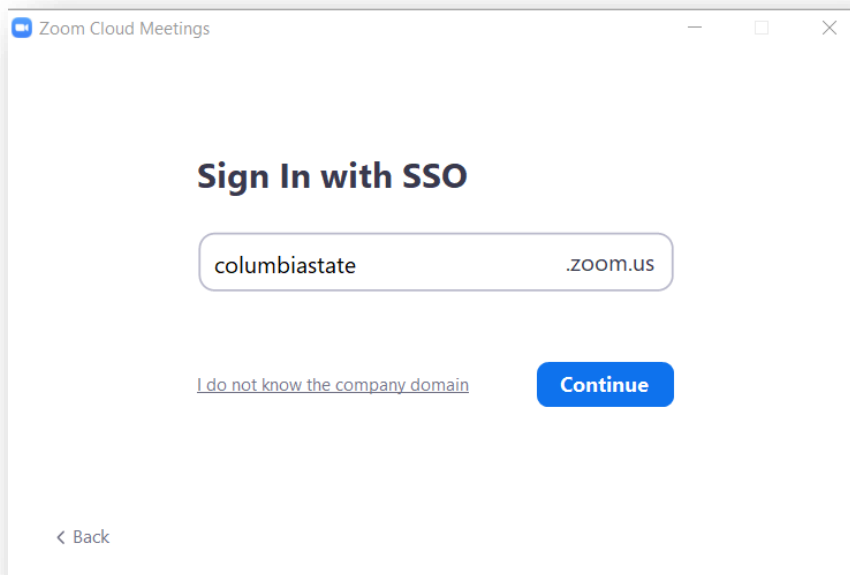 Zoom Cloud Meetings
Sign In with SSO
columbiastate .zoom.us
I do not know the company domain
Continue
Back